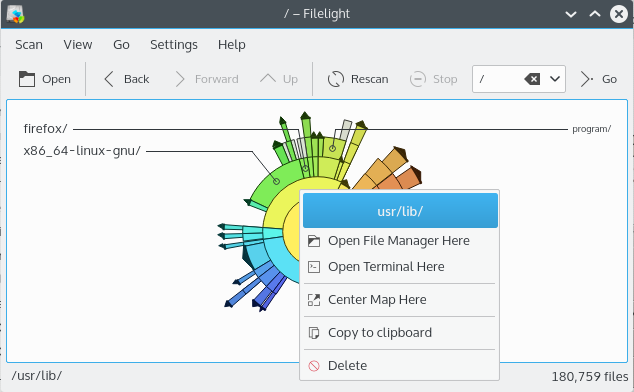 / – Filelight
Scan View Go Settings Help
Open Back Forward Up Rescan Stop / Go
firefox/ program/
x86_64-linux-gnu/
usr/lib/
Open File Manager Here
Open Terminal Here
Center Map Here
Copy to clipboard
Delete
/usr/lib/ 180,759 files